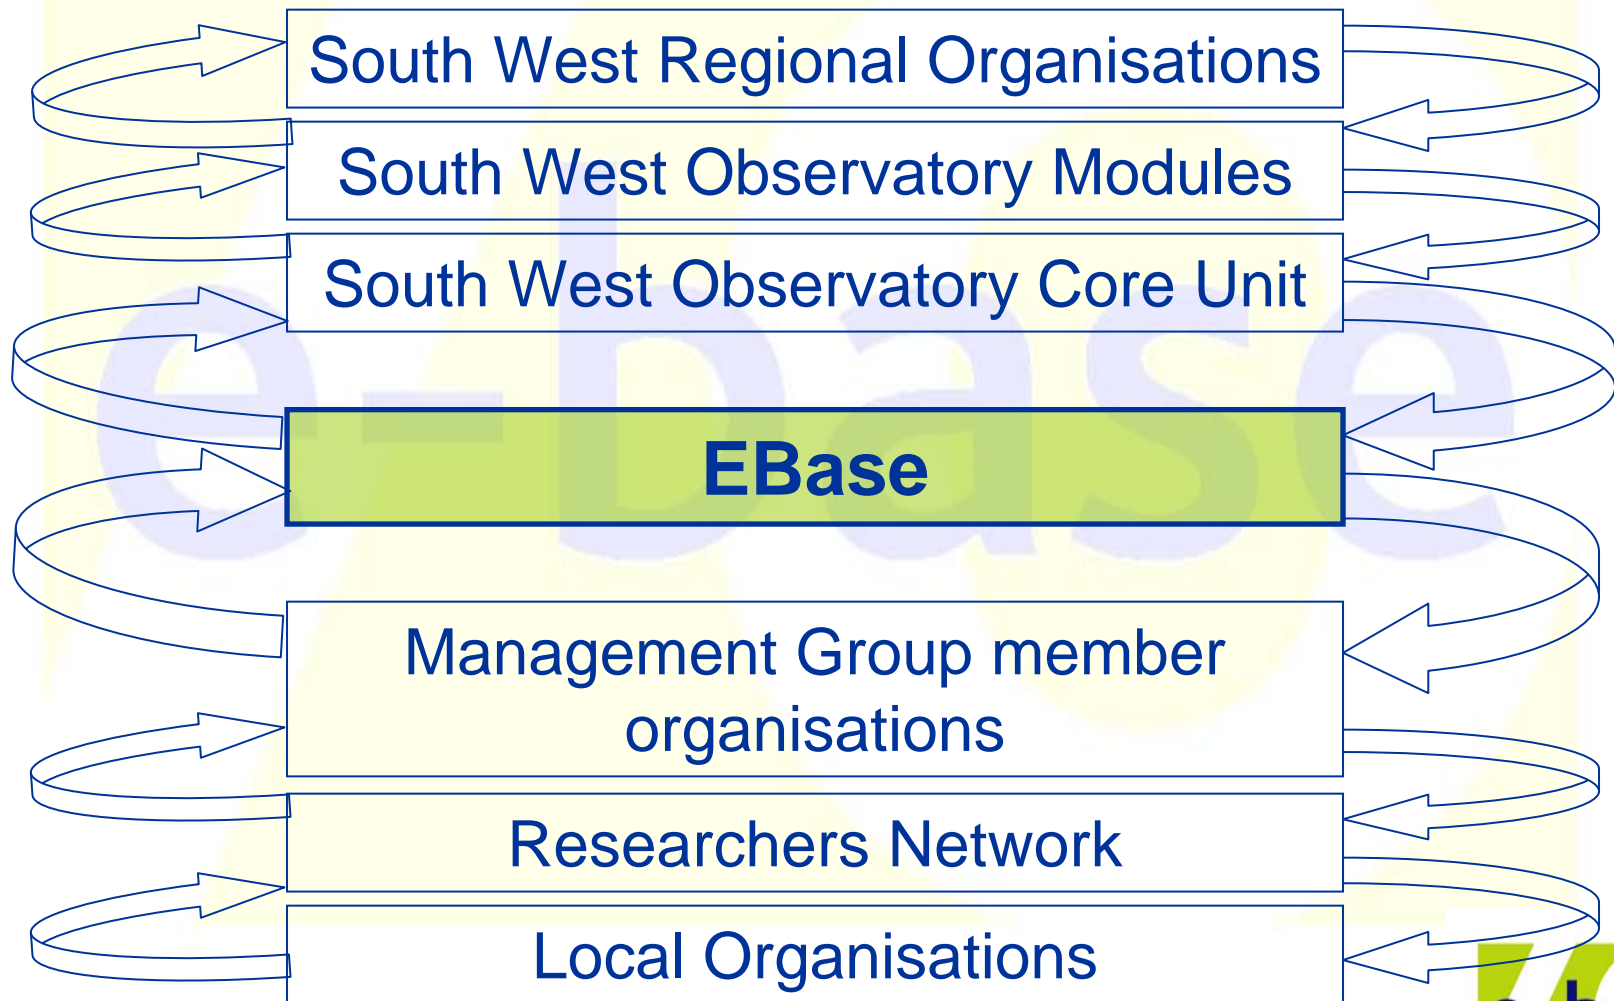 South West Regional Organisations
South West Observatory Modules
South West Observatory Core Unit
e-base
EBase
Management Group member
organisations
Researchers Network
Local Organisations